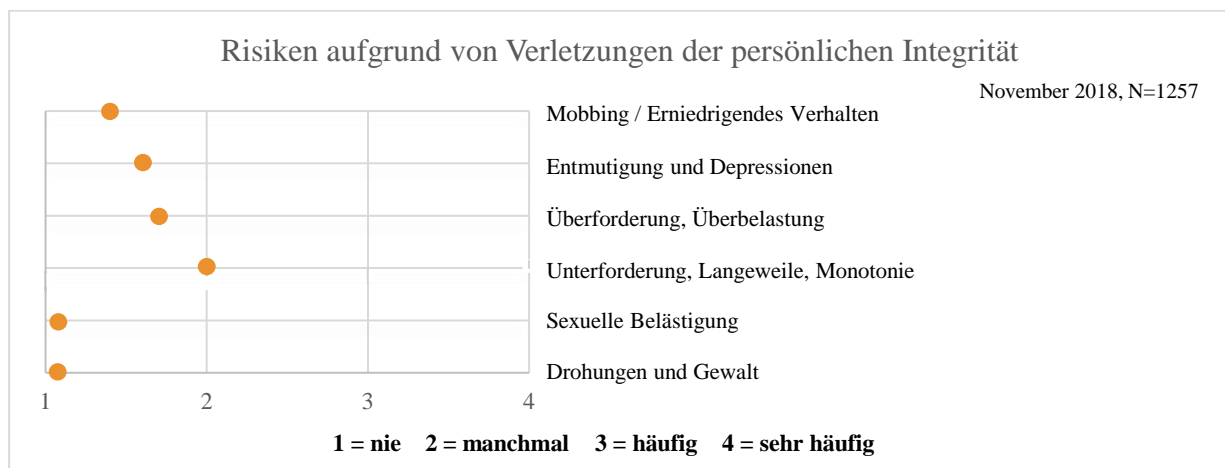 Risiken aufgrund von Verletzungen der persönlichen Integrität
November 2018, N=1257
Mobbing / Erniedrigendes Verhalten
Entmutigung und Depressionen
Überforderung, Überbelastung
Unterforderung, Langeweile, Monotonie
Sexuelle Belästigung
Drohungen und Gewalt
1 2 3 4
1 = nie 2 = manchmal 3 = häufig 4 = sehr häufig